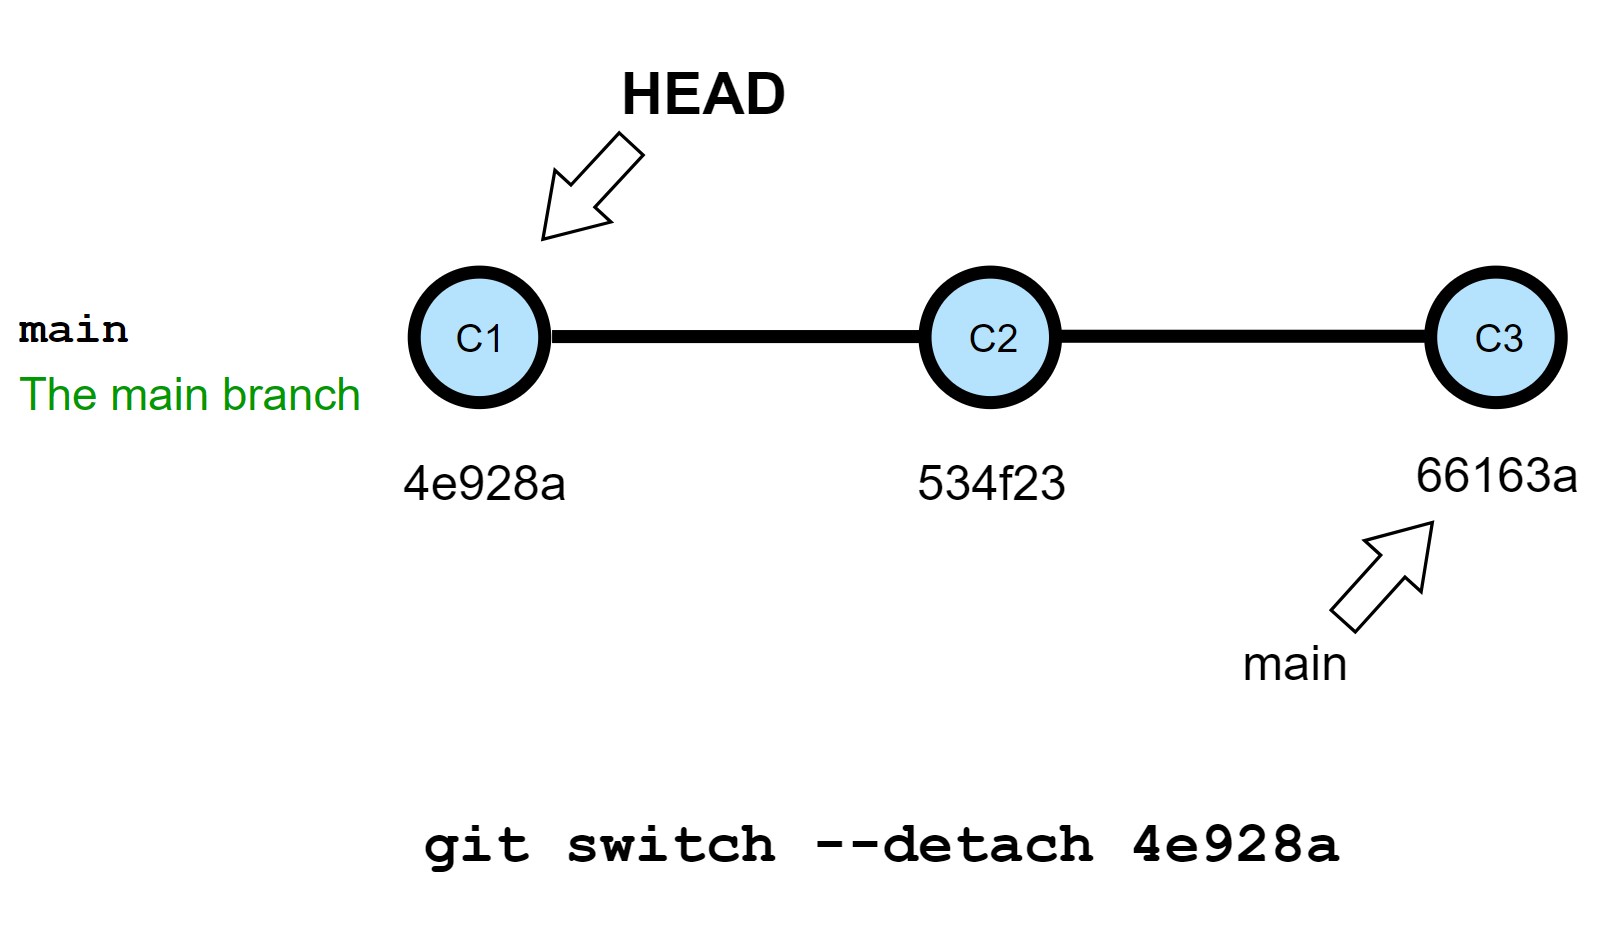 HEAD
main
The main branch
C1
C2
C3
4e928a
534f23
66163a
main
git switch --detach 4e928a